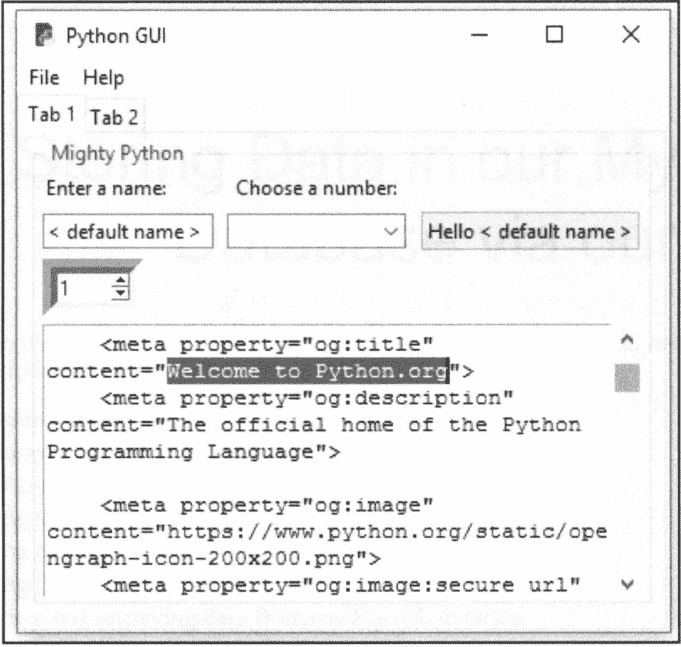 Python GUI
File Help
Tab 1 Tab 2
Mighty Python
Enter a name: Choose a number:
< default name > Hello < default name >
1
<meta property="og:title"
content="Welcome to Python.org">
<meta property="og:description"
content="The official home of the Python
Programming Language">
<meta property="og:image"
content="https://www.python.org/static/ope
ngraph-icon-200x200.png">
<meta property="og:image:secure url"